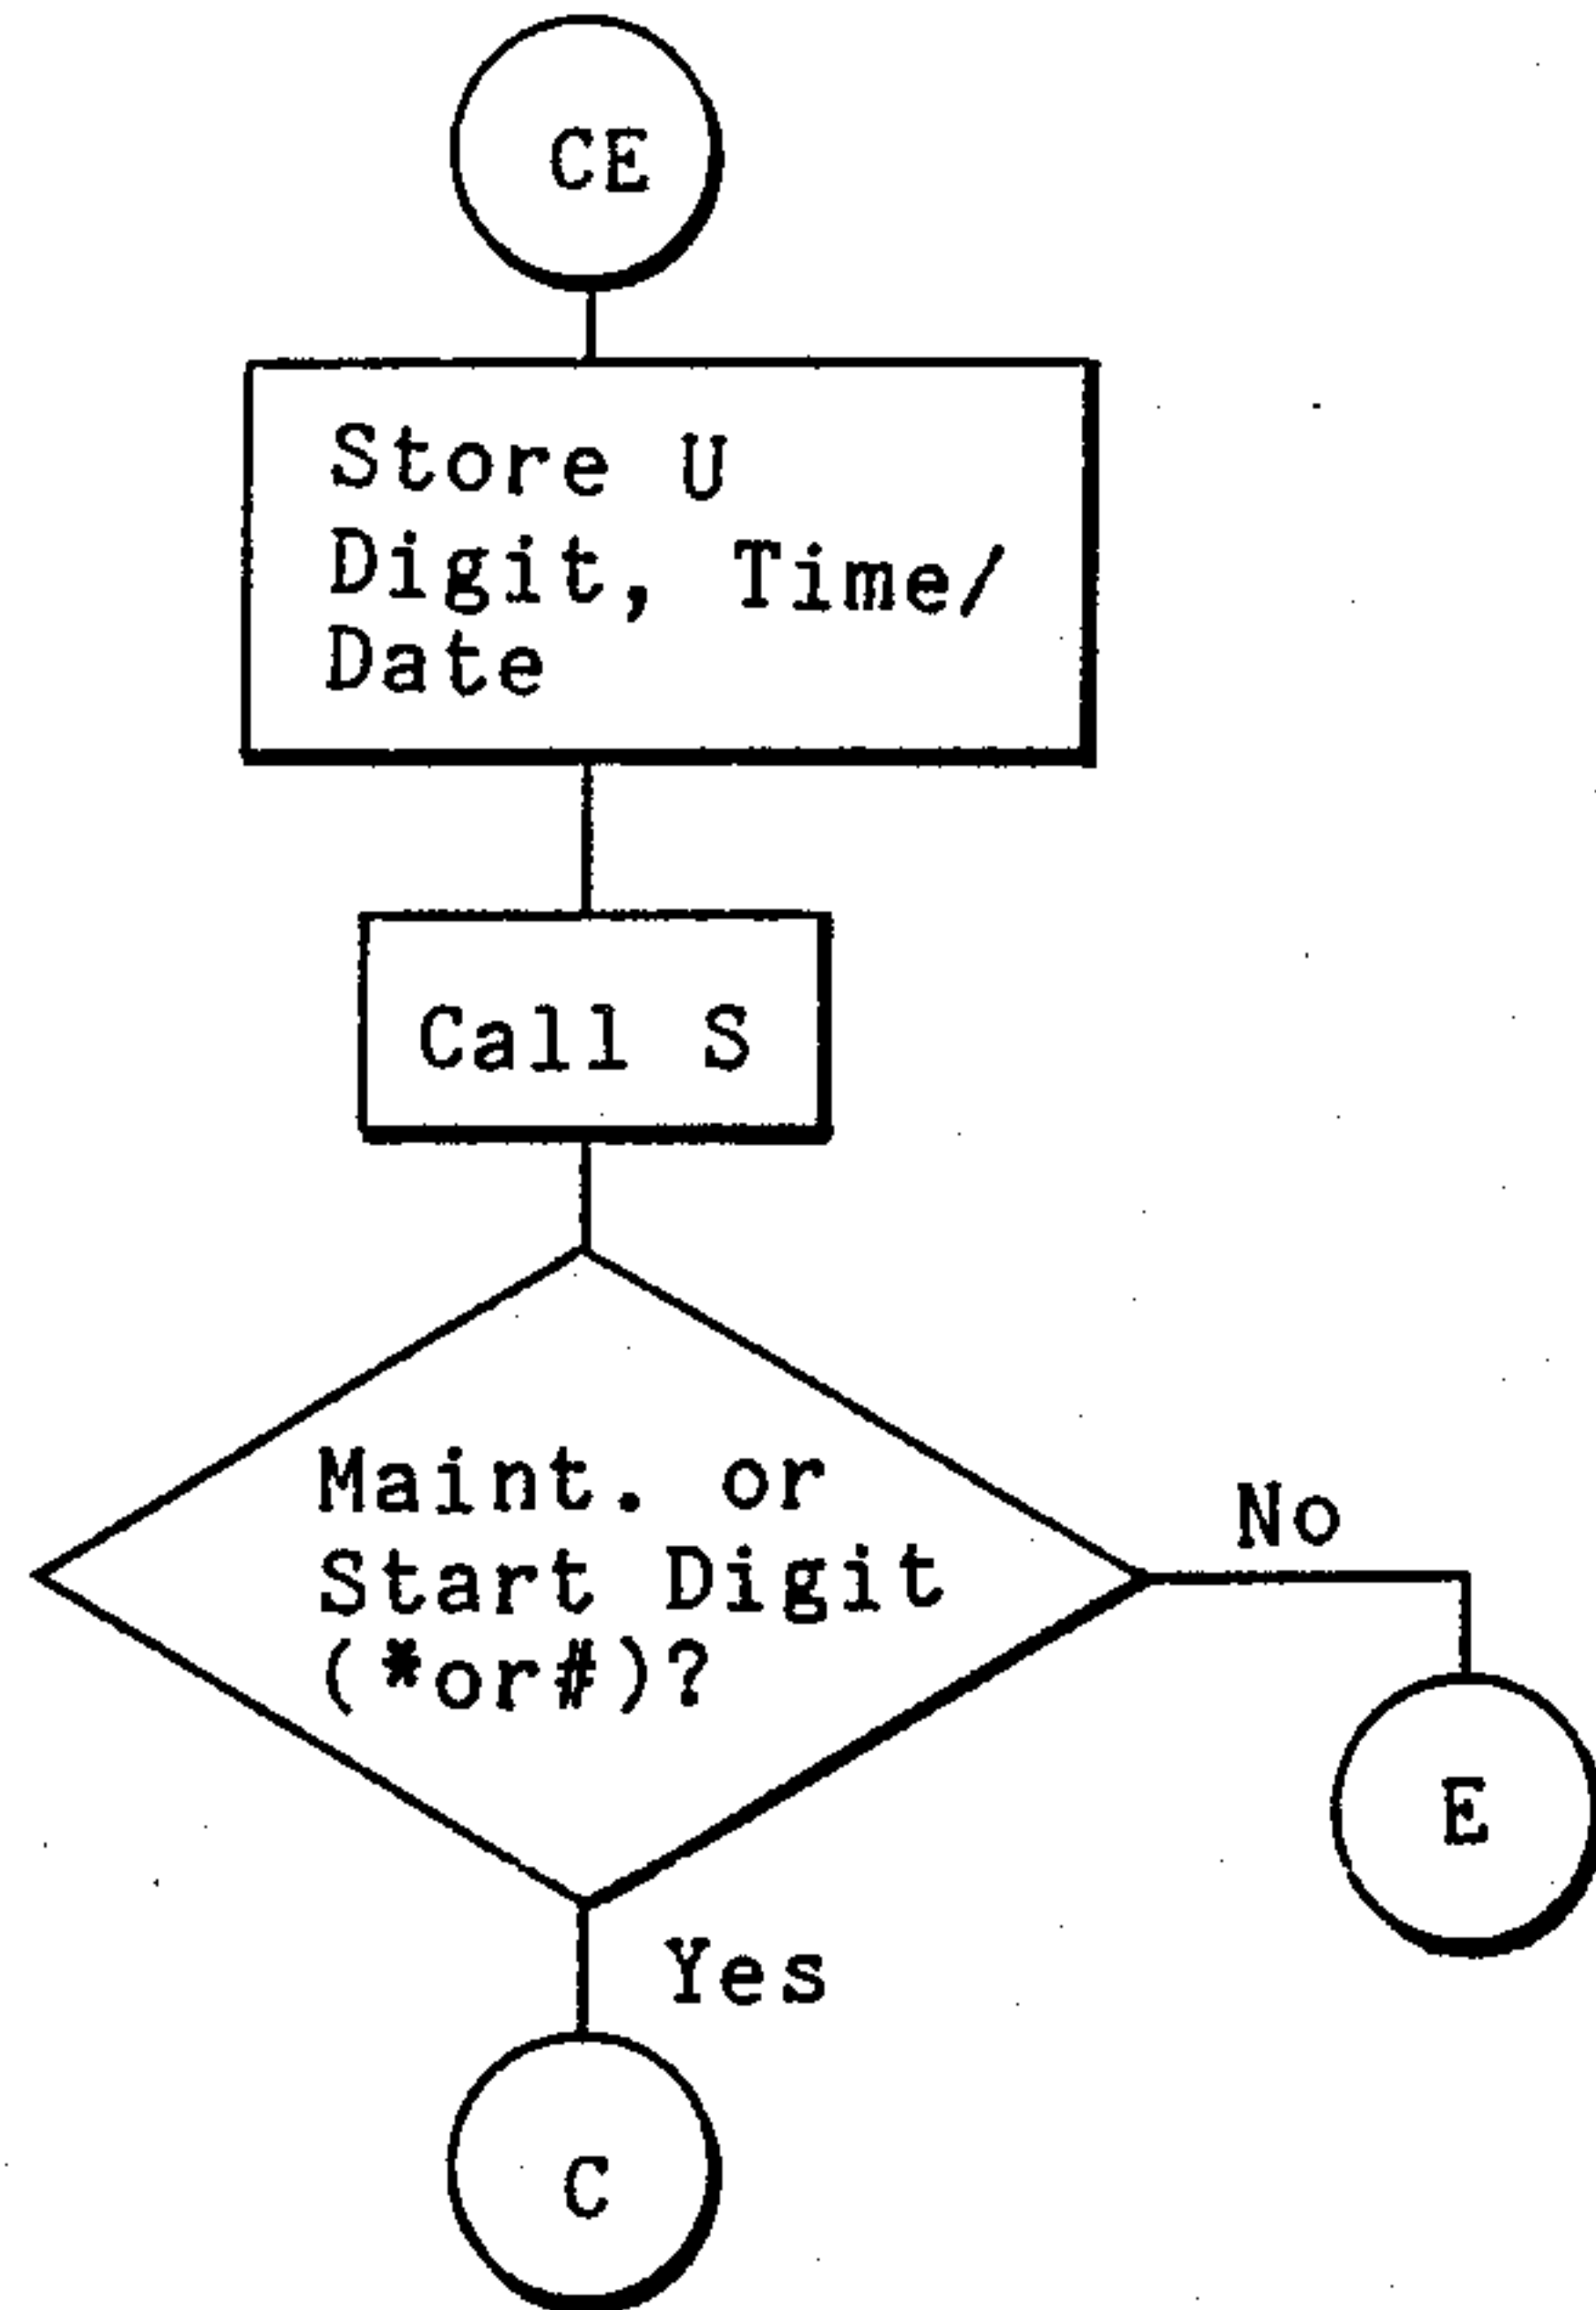 CE
Store U
Digit, Time/
Date
Call S
Maint. or
Start Digit
(*or#)?
No
E
Yes
C